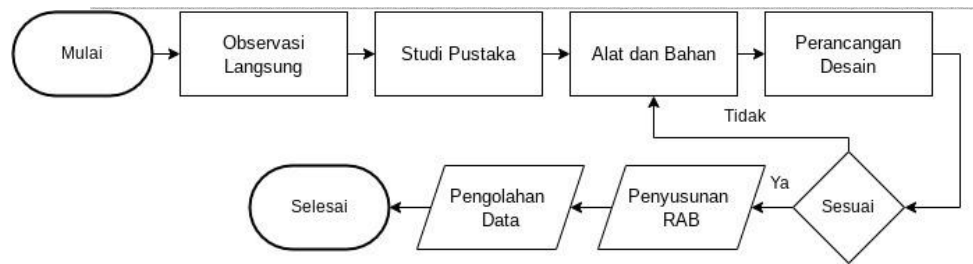 Mulai
Observasi
Langsung
Studi Pustaka
Alat dan Bahan
Perancangan
Desain
Tidak
Sesuai
Ya
Penyusunan
RAB
Pengolahan
Data
Selesai